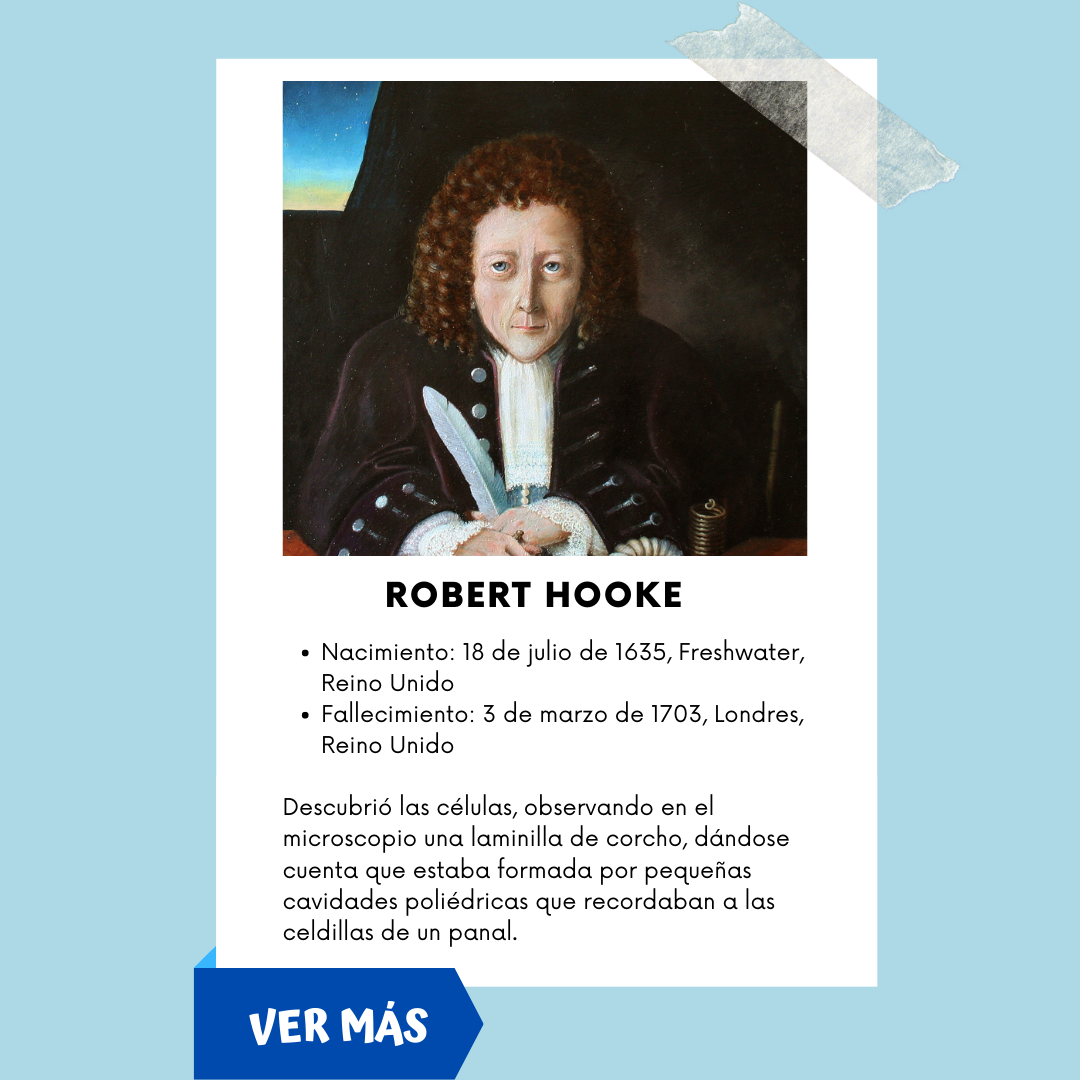 ROBERT HOOKE
• Nacimiento: 18 de julio de 1635, Freshwater,
Reino Unido
• Fallecimiento: 3 de marzo de 1703, Londres,
Reino Unido
Descubrió las células, observando en el
microscopio una laminilla de corcho, dándose
cuenta que estaba formada por pequeñas
cavidades poliédricas que recordaban a las
celdillas de un panal.
VER MÁS